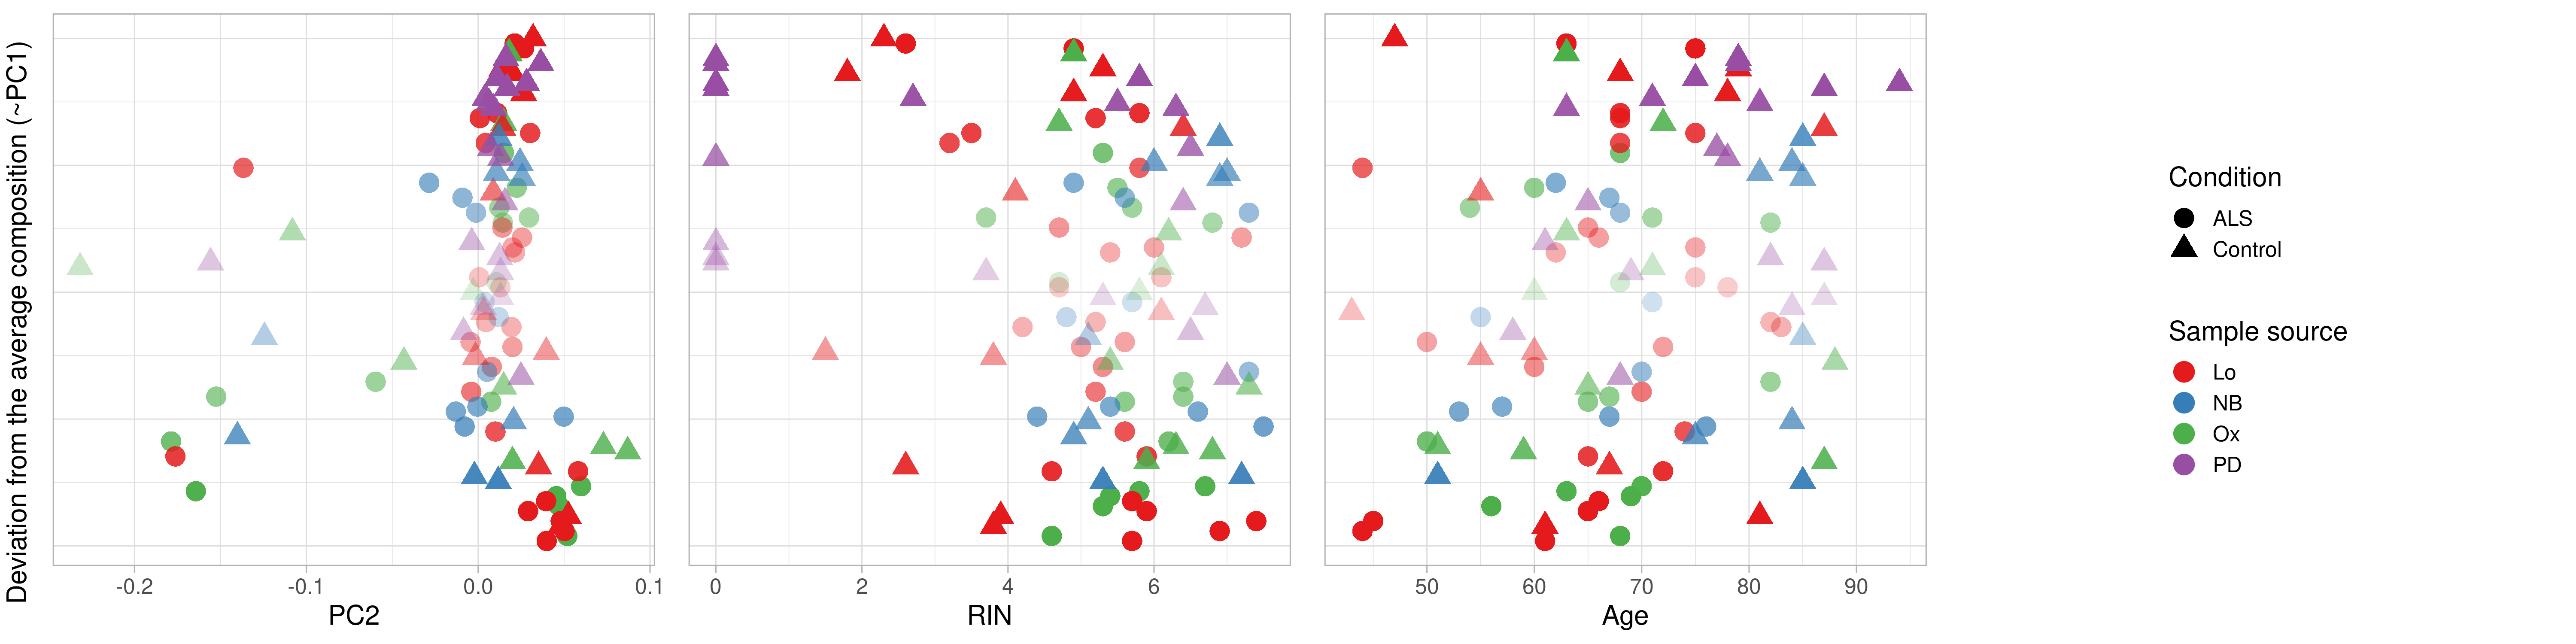 Deviation from the average composition (~PC1)
-0.2 -0.1 0.0 0.1
PC2
0 2 4 6
RIN
50 60 70 80 90
Age
Condition
ALS
Control
Sample source
Lo
NB
Ox
PD